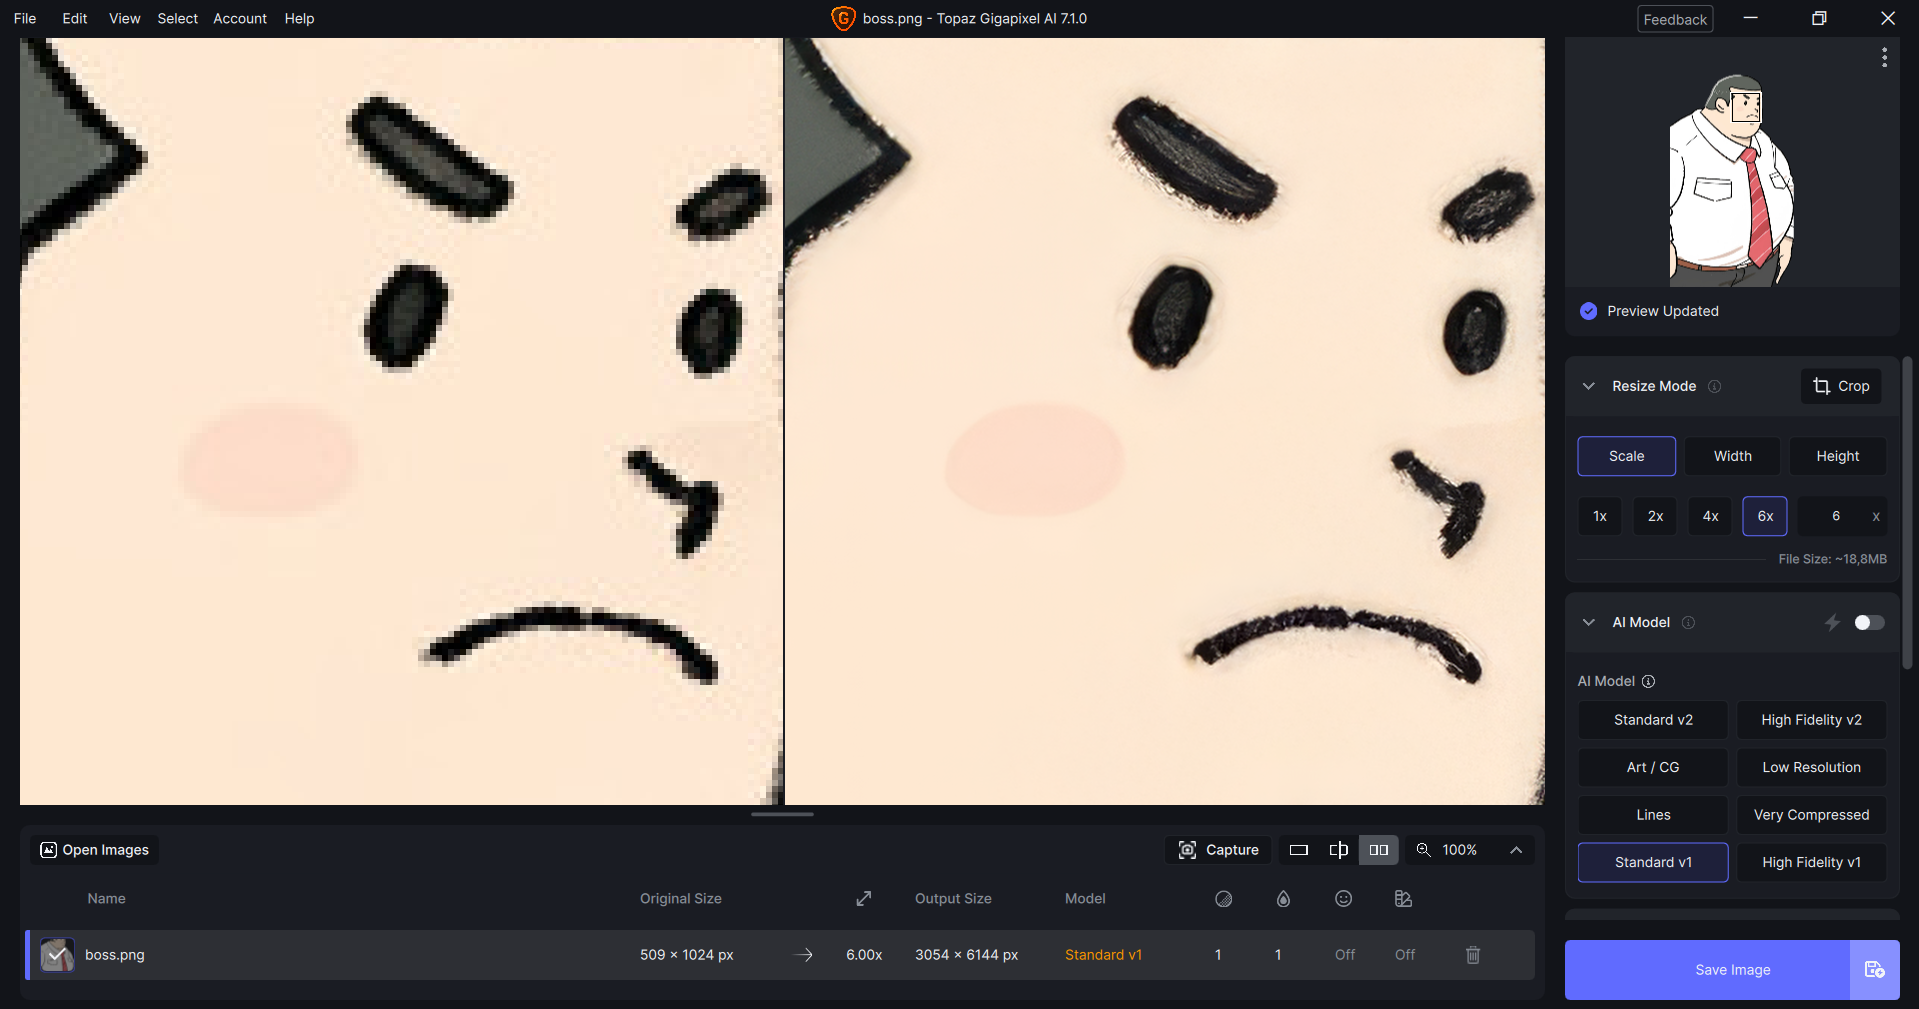 File Edit View Select Account Help
boss.png - Topaz Gigapixel AI 7.1.0
Feedback
Preview Updated
Resize Mode
Crop
Scale Width Height
1x 2x 4x 6x 6 x
File Size: ~18,8MB
AI Model
AI Model
Standard v2 High Fidelity v2
Art / CG Low Resolution
Lines Very Compressed
Standard v1 High Fidelity v1
Open Images
Capture
100%
Name Original Size Output Size Model
boss.png 509 × 1024 px 6.00x 3054 × 6144 px Standard v1 1 1 Off Off
Save Image